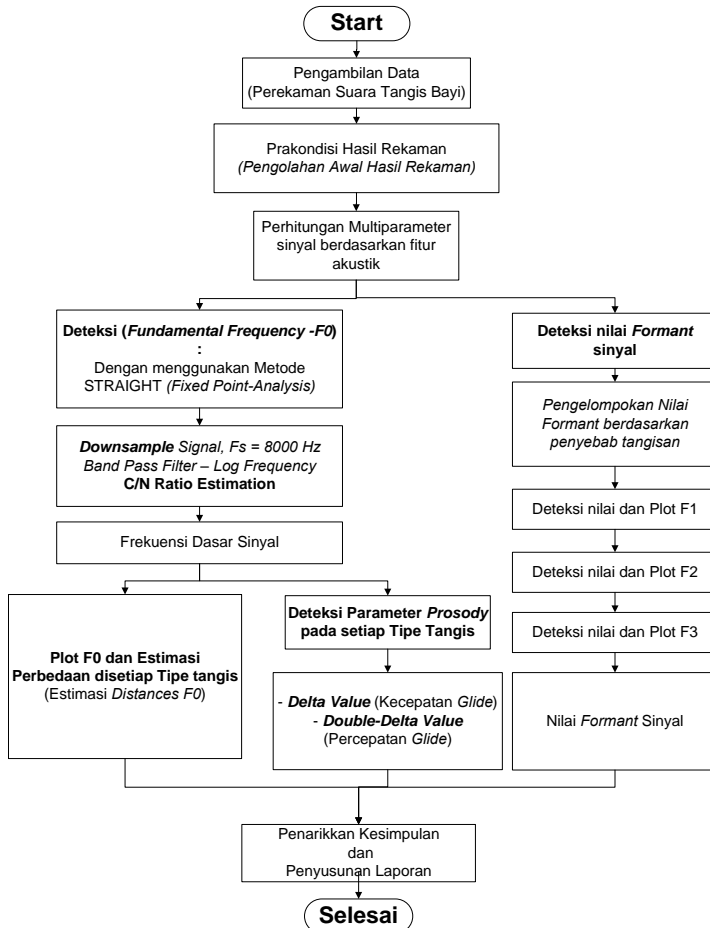 Start
Pengambilan Data
(Perekaman Suara Tangis Bayi)
Prakondisi Hasil Rekaman
(Pengolahan Awal Hasil Rekaman)
Perhitungan Multiparameter
sinyal berdasarkan fitur
akustik
Deteksi (Fundamental Frequency -F0)
:
Dengan menggunakan Metode
STRAIGHT (Fixed Point-Analysis)
Downsample Signal, Fs = 8000 Hz
Band Pass Filter – Log Frequency
C/N Ratio Estimation
Frekuensi Dasar Sinyal
Plot F0 dan Estimasi
Perbedaan disetiap Tipe tangis
(Estimasi Distances F0)
Deteksi Parameter Prosody
pada setiap Tipe Tangis
- Delta Value (Kecepatan Glide)
- Double-Delta Value
(Percepatan Glide)
Deteksi nilai Formant
sinyal
Pengelompokan Nilai
Formant berdasarkan
penyebab tangisan
Deteksi nilai dan Plot F1
Deteksi nilai dan Plot F2
Deteksi nilai dan Plot F3
Nilai Formant Sinyal
Penarikkan Kesimpulan
dan
Penyusunan Laporan
Selesai